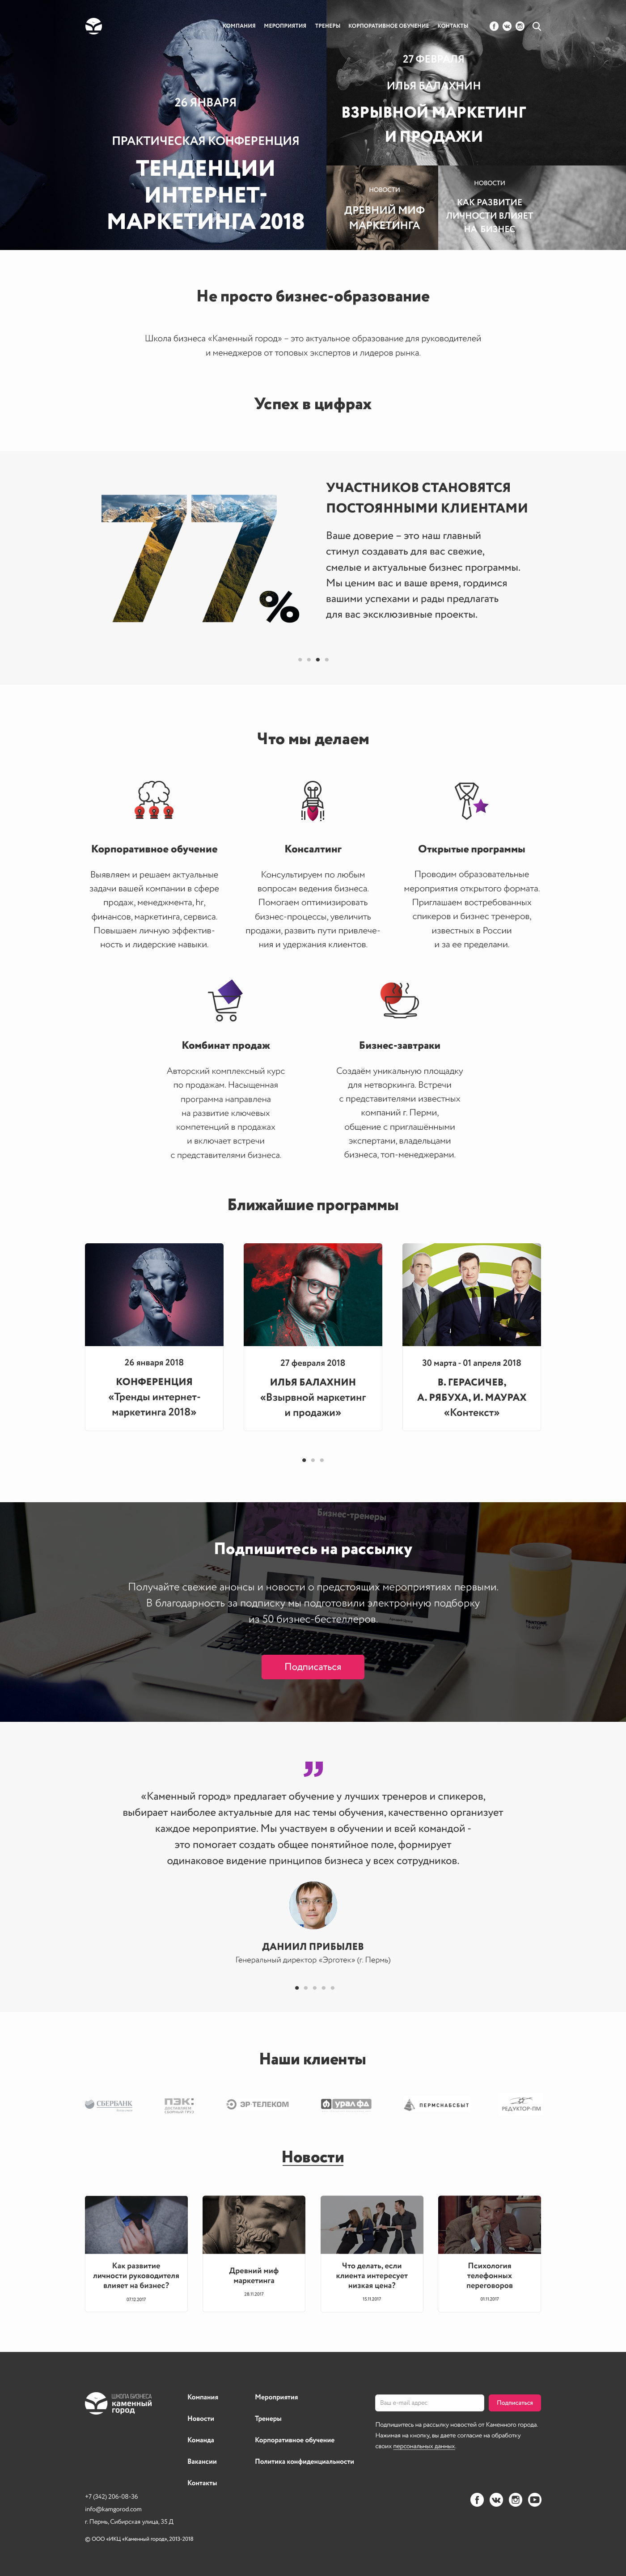 КОМПАНИЯ МЕРОПРИЯТИЯ ТРЕНЕРЫ КОРПОРАТИВНОЕ ОБУЧЕНИЕ КОНТАКТЫ
26 ЯНВАРЯ
ПРАКТИЧЕСКАЯ КОНФЕРЕНЦИЯ
ТЕНДЕНЦИИ
ИНТЕРНЕТ-
МАРКЕТИНГА 2018
27 ФЕВРАЛЯ
ИЛЬЯ БАЛАХНИН
ВЗРЫВНОЙ МАРКЕТИНГ
И ПРОДАЖИ
НОВОСТИ
ДРЕВНИЙ МИФ
МАРКЕТИНГА
НОВОСТИ
КАК РАЗВИТИЕ
ЛИЧНОСТИ ВЛИЯЕТ
НА БИЗНЕС
Не просто бизнес-образование
Школа бизнеса «Каменный город» – это актуальное образование для руководителей
и менеджеров от топовых экспертов и лидеров рынка.
Успех в цифрах
77%
УЧАСТНИКОВ СТАНОВЯТСЯ
ПОСТОЯННЫМИ КЛИЕНТАМИ
Ваше доверие – это наш главный
стимул создавать для вас свежие,
смелые и актуальные бизнес программы.
Мы ценим вас и ваше время, гордимся
вашими успехами и рады предлагать
для вас эксклюзивные проекты.
Что мы делаем
Корпоративное обучение
Выявляем и решаем актуальные
задачи вашей компании в сфере
продаж, менеджмента, hr,
финансов, маркетинга, сервиса.
Повышаем личную эффектив-
ность и лидерские навыки.
Консалтинг
Консультируем по любым
вопросам ведения бизнеса.
Помогаем оптимизировать
бизнес-процессы, увеличить
продажи, развить пути привлече-
ния и удержания клиентов.
Открытые программы
Проводим образовательные
мероприятия открытого формата.
Приглашаем востребованных
спикеров и бизнес тренеров,
известных в России
и за ее пределами.
Комбинат продаж
Авторский комплексный курс
по продажам. Насыщенная
программа направлена
на развитие ключевых
компетенций в продажах
и включает встречи
с представителями бизнеса.
Бизнес-завтраки
Создаём уникальную площадку
для нетворкинга. Встречи
с представителями известных
компаний г. Перми,
общение с приглашёнными
экспертами, владельцами
бизнеса, топ-менеджерами.
Ближайшие программы
26 января 2018
КОНФЕРЕНЦИЯ
«Тренды интернет-
маркетинга 2018»
27 февраля 2018
ИЛЬЯ БАЛАХНИН
«Взрывной маркетинг
и продажи»
30 марта - 01 апреля 2018
В. ГЕРАСИЧЕВ,
А. РЯБУХА, И. МАУРАХ
«Контекст»
Бизнес-тренеры
Подпишитесь на рассылку
Получайте свежие анонсы и новости о предстоящих мероприятиях первыми.
В благодарность за подписку мы подготовили электронную подборку
из 50 бизнес-бестеллеров.
Подписаться
«Каменный город» предлагает обучение у лучших тренеров и спикеров,
выбирает наиболее актуальные для нас темы обучения, качественно организует
каждое мероприятие. Мы участвуем в обучении и всей командой -
это помогает создать общее понятийное поле, формирует
одинаковое видение принципов бизнеса у всех сотрудников.
ДАНИИЛ ПРИБЫЛЕВ
Генеральный директор «Эрготек» (г. Пермь)
Наши клиенты
СБЕРБАНК
ПЭК:
ЭР-ТЕЛЕКОМ
урал фд
ПЕРМСНАБСБЫТ
РЕДУКТОР-ПМ
Новости
Как развитие
личности руководителя
влияет на бизнес?
07.12.2017
Древний миф
маркетинга
28.11.2017
Что делать, если
клиента интересует
низкая цена?
15.11.2017
Психология
телефонных
переговоров
01.11.2017
ШКОЛА БИЗНЕСА
каменный
город
Компания
Новости
Команда
Вакансии
Контакты
Мероприятия
Тренеры
Корпоративное обучение
Политика конфиденциальности
Ваш e-mail адрес
Подписаться
Подпишитесь на рассылку новостей от Каменного города.
Нажимая на кнопку, вы даете согласие на обработку
своих персональных данных.
+7 (342) 206-08-36
info@kamgorod.com
г. Пермь, Сибирская улица, 35 Д
© ООО «ИКЦ «Каменный город», 2013-2018